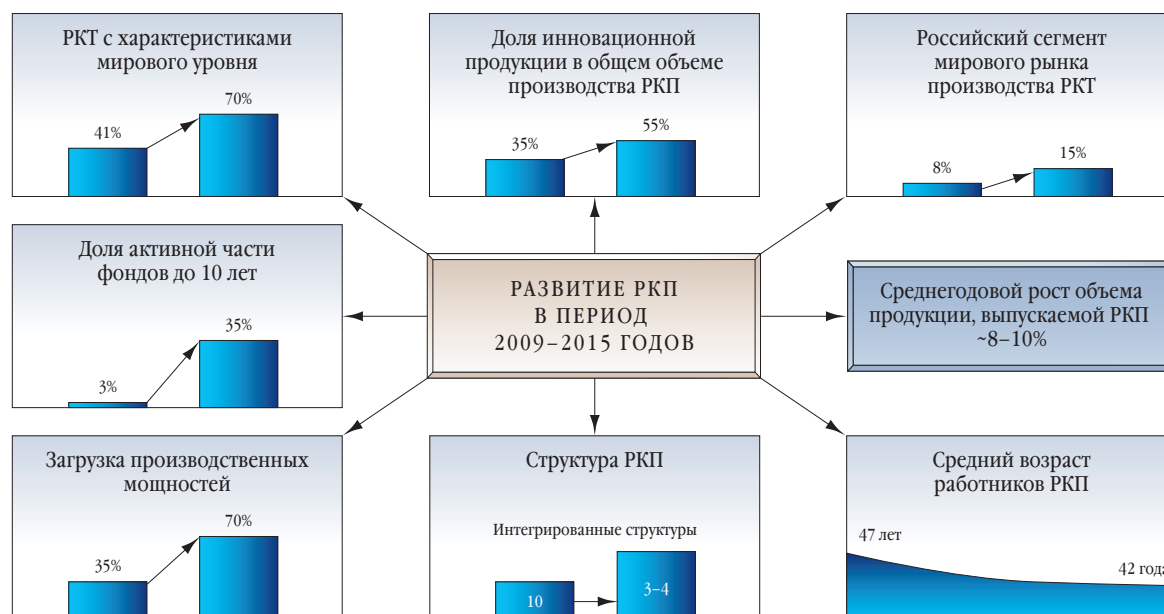 РКТ с характеристиками
мирового уровня
41%
70%
Доля инновационной
продукции в общем объеме
производства РКП
35%
55%
Российский сегмент
мирового рынка
производства РКТ
8%
15%
Доля активной части
фондов до 10 лет
3%
35%
РАЗВИТИЕ РКП
В ПЕРИОД
2009–2015 ГОДОВ
Среднегодовой рост объема
продукции, выпускаемой РКП
~8–10%
Загрузка производственных
мощностей
35%
70%
Структура РКП
Интегрированные структуры
10
3–4
Средний возраст
работников РКП
47 лет
42 года